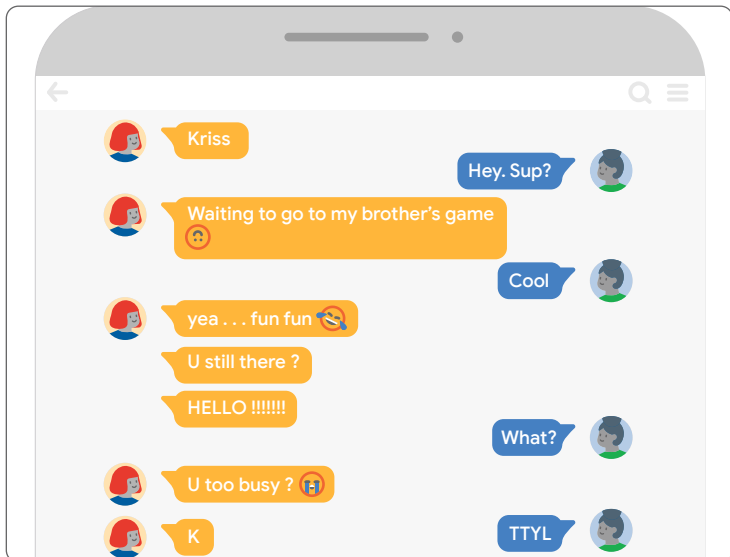 Kriss
Hey. Sup?
Waiting to go to my brother's game
🙃
Cool
yea . . . fun fun 😂
U still there ?
HELLO !!!!!!!
What?
U too busy ? 😭
TTYL
K